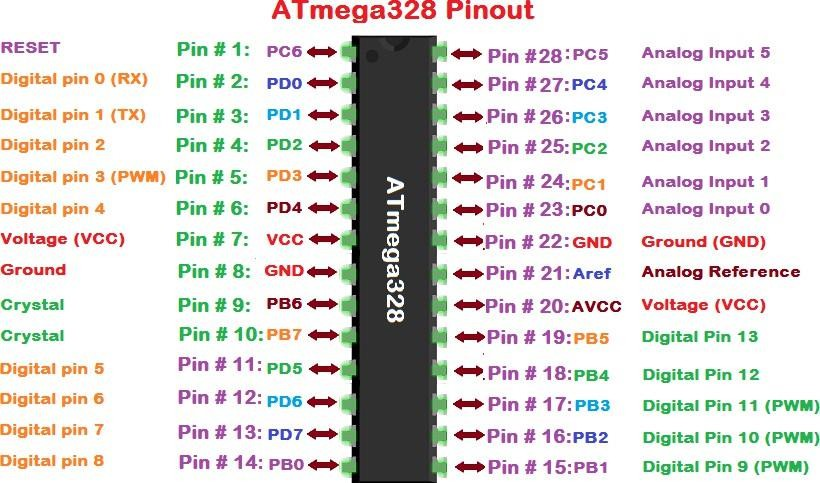 ATmega328 Pinout
RESET Pin # 1: PC6 Pin #28:PC5 Analog Input 5
Digital pin 0 (RX) Pin # 2: PD0 Pin #27:PC4 Analog Input 4
Digital pin 1 (TX) Pin # 3: PD1 Pin # 26:PC3 Analog Input 3
Digital pin 2 Pin # 4: PD2 Pin # 25:PC2 Analog Input 2
Digital pin 3 (PWM) Pin # 5: PD3 Pin # 24:PC1 Analog Input 1
Digital pin 4 Pin # 6: PD4 Pin # 23:PC0 Analog Input 0
Voltage (VCC) Pin # 7: VCC Pin # 22:GND Ground (GND)
Ground Pin # 8: GND Pin # 21:Aref Analog Reference
Crystal Pin # 9: PB6 Pin # 20:AVCC Voltage (VCC)
Crystal Pin # 10:PB7 Pin # 19:PB5 Digital Pin 13
Digital pin 5 Pin # 11: PD5 Pin # 18:PB4 Digital Pin 12
Digital pin 6 Pin # 12: PD6 Pin # 17:PB3 Digital Pin 11 (PWM)
Digital pin 7 Pin # 13: PD7 Pin # 16:PB2 Digital Pin 10 (PWM)
Digital pin 8 Pin # 14: PB0 Pin # 15:PB1 Digital Pin 9 (PWM)
ATmega328